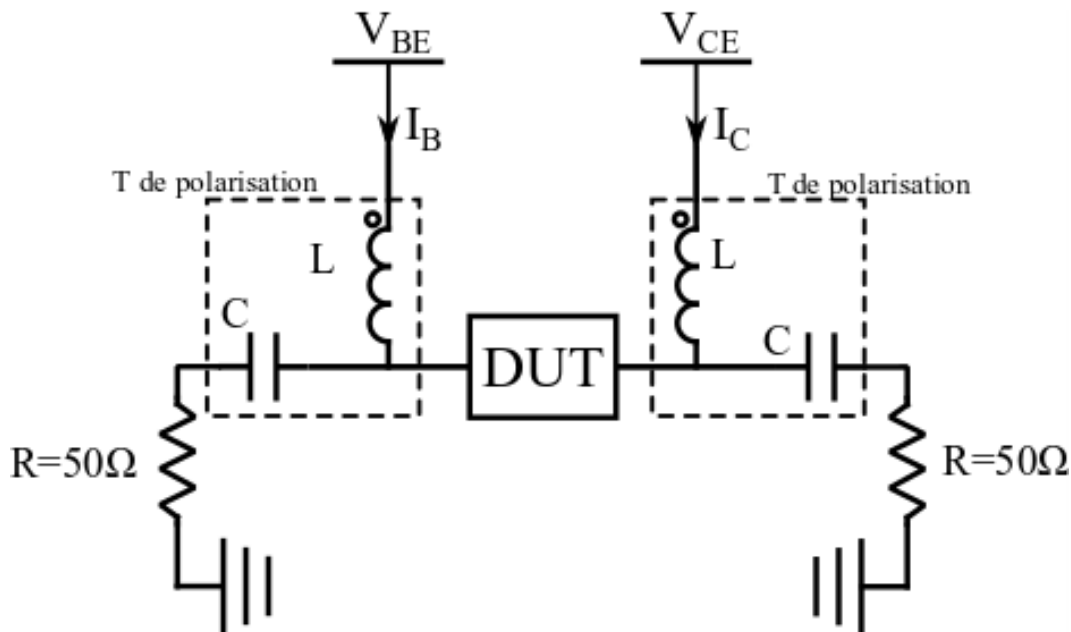 V_BE
V_CE
I_B
I_C
T de polarisation
T de polarisation
L
L
C
C
DUT
R=50Ω
R=50Ω